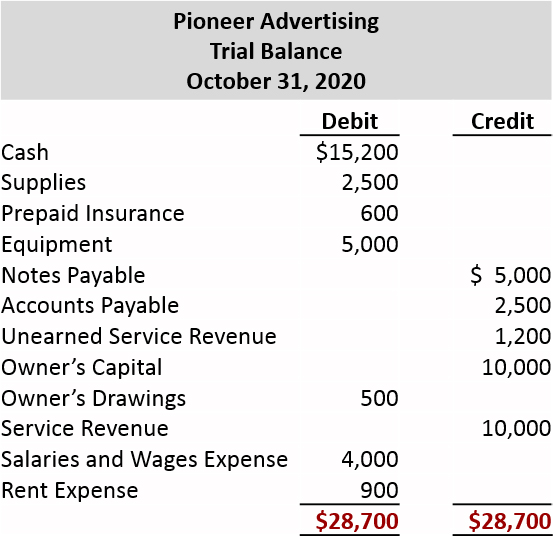 Pioneer Advertising
Trial Balance
October 31, 2020
Debit Credit
Cash $15,200
Supplies 2,500
Prepaid Insurance 600
Equipment 5,000
Notes Payable $ 5,000
Accounts Payable 2,500
Unearned Service Revenue 1,200
Owner’s Capital 10,000
Owner’s Drawings 500
Service Revenue 10,000
Salaries and Wages Expense 4,000
Rent Expense 900
$28,700 $28,700